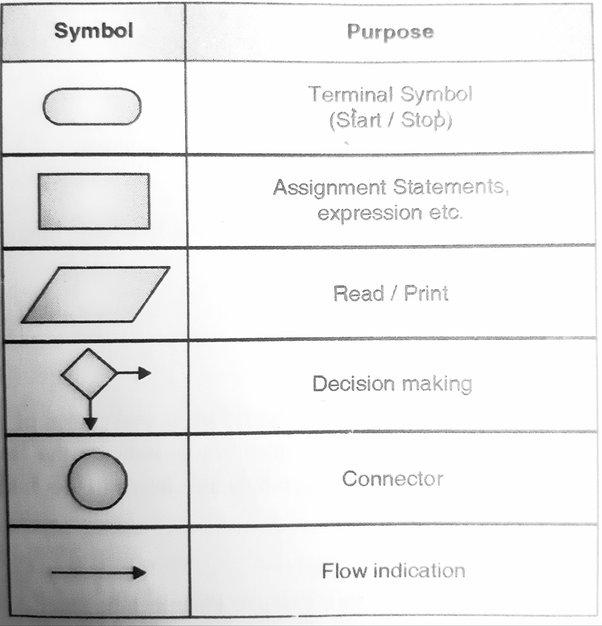 Symbol
Purpose
Terminal Symbol
(Start / Stop)
Assignment Statements,
expression etc.
Read / Print
Decision making
Connector
Flow indication